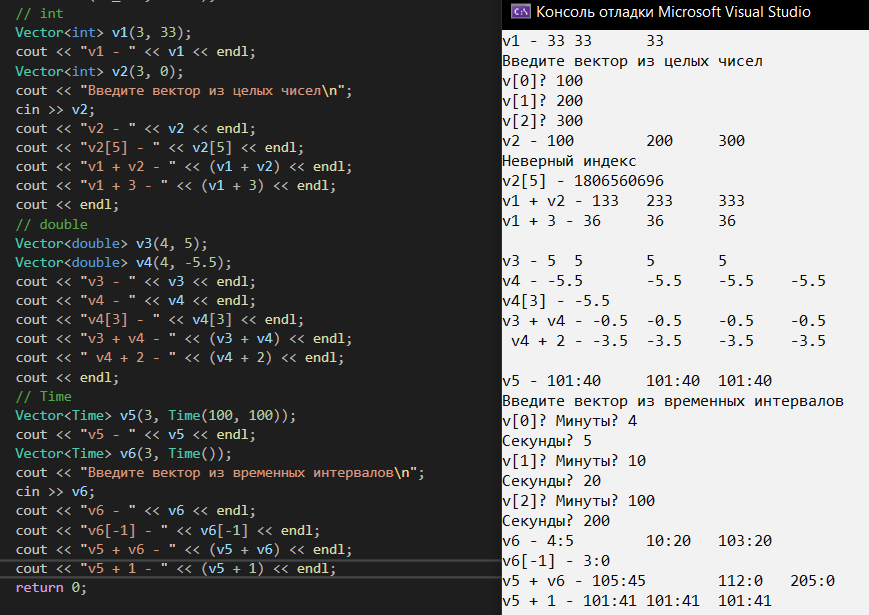 // int
Vector<int> v1(3, 33);
cout << "v1 - " << v1 << endl;
Vector<int> v2(3, 0);
cout << "Введите вектор из целых чисел\n";
cin >> v2;
cout << "v2 - " << v2 << endl;
cout << "v2[5] - " << v2[5] << endl;
cout << "v1 + v2 - " << (v1 + v2) << endl;
cout << "v1 + 3 - " << (v1 + 3) << endl;
cout << endl;
// double
Vector<double> v3(4, 5);
Vector<double> v4(4, -5.5);
cout << "v3 - " << v3 << endl;
cout << "v4 - " << v4 << endl;
cout << "v4[3] - " << v4[3] << endl;
cout << "v3 + v4 - " << (v3 + v4) << endl;
cout << " v4 + 2 - " << (v4 + 2) << endl;
cout << endl;
// Time
Vector<Time> v5(3, Time(100, 100));
cout << "v5 - " << v5 << endl;
Vector<Time> v6(3, Time());
cout << "Введите вектор из временных интервалов\n";
cin >> v6;
cout << "v6 - " << v6 << endl;
cout << "v6[-1] - " << v6[-1] << endl;
cout << "v5 + v6 - " << (v5 + v6) << endl;
cout << "v5 + 1 - " << (v5 + 1) << endl;
return 0;
Консоль отладки Microsoft Visual Studio
v1 - 33 33 33
Введите вектор из целых чисел
v[0]? 100
v[1]? 200
v[2]? 300
v2 - 100 200 300
Неверный индекс
v2[5] - 1806560696
v1 + v2 - 133 233 333
v1 + 3 - 36 36 36
v3 - 5 5 5 5
v4 - -5.5 -5.5 -5.5 -5.5
v4[3] - -5.5
v3 + v4 - -0.5 -0.5 -0.5 -0.5
v4 + 2 - -3.5 -3.5 -3.5 -3.5
v5 - 101:40 101:40 101:40
Введите вектор из временных интервалов
v[0]? Минуты? 4
Секунды? 5
v[1]? Минуты? 10
Секунды? 20
v[2]? Минуты? 100
Секунды? 200
v6 - 4:5 10:20 103:20
v6[-1] - 3:0
v5 + v6 - 105:45 112:0 205:0
v5 + 1 - 101:41 101:41 101:41